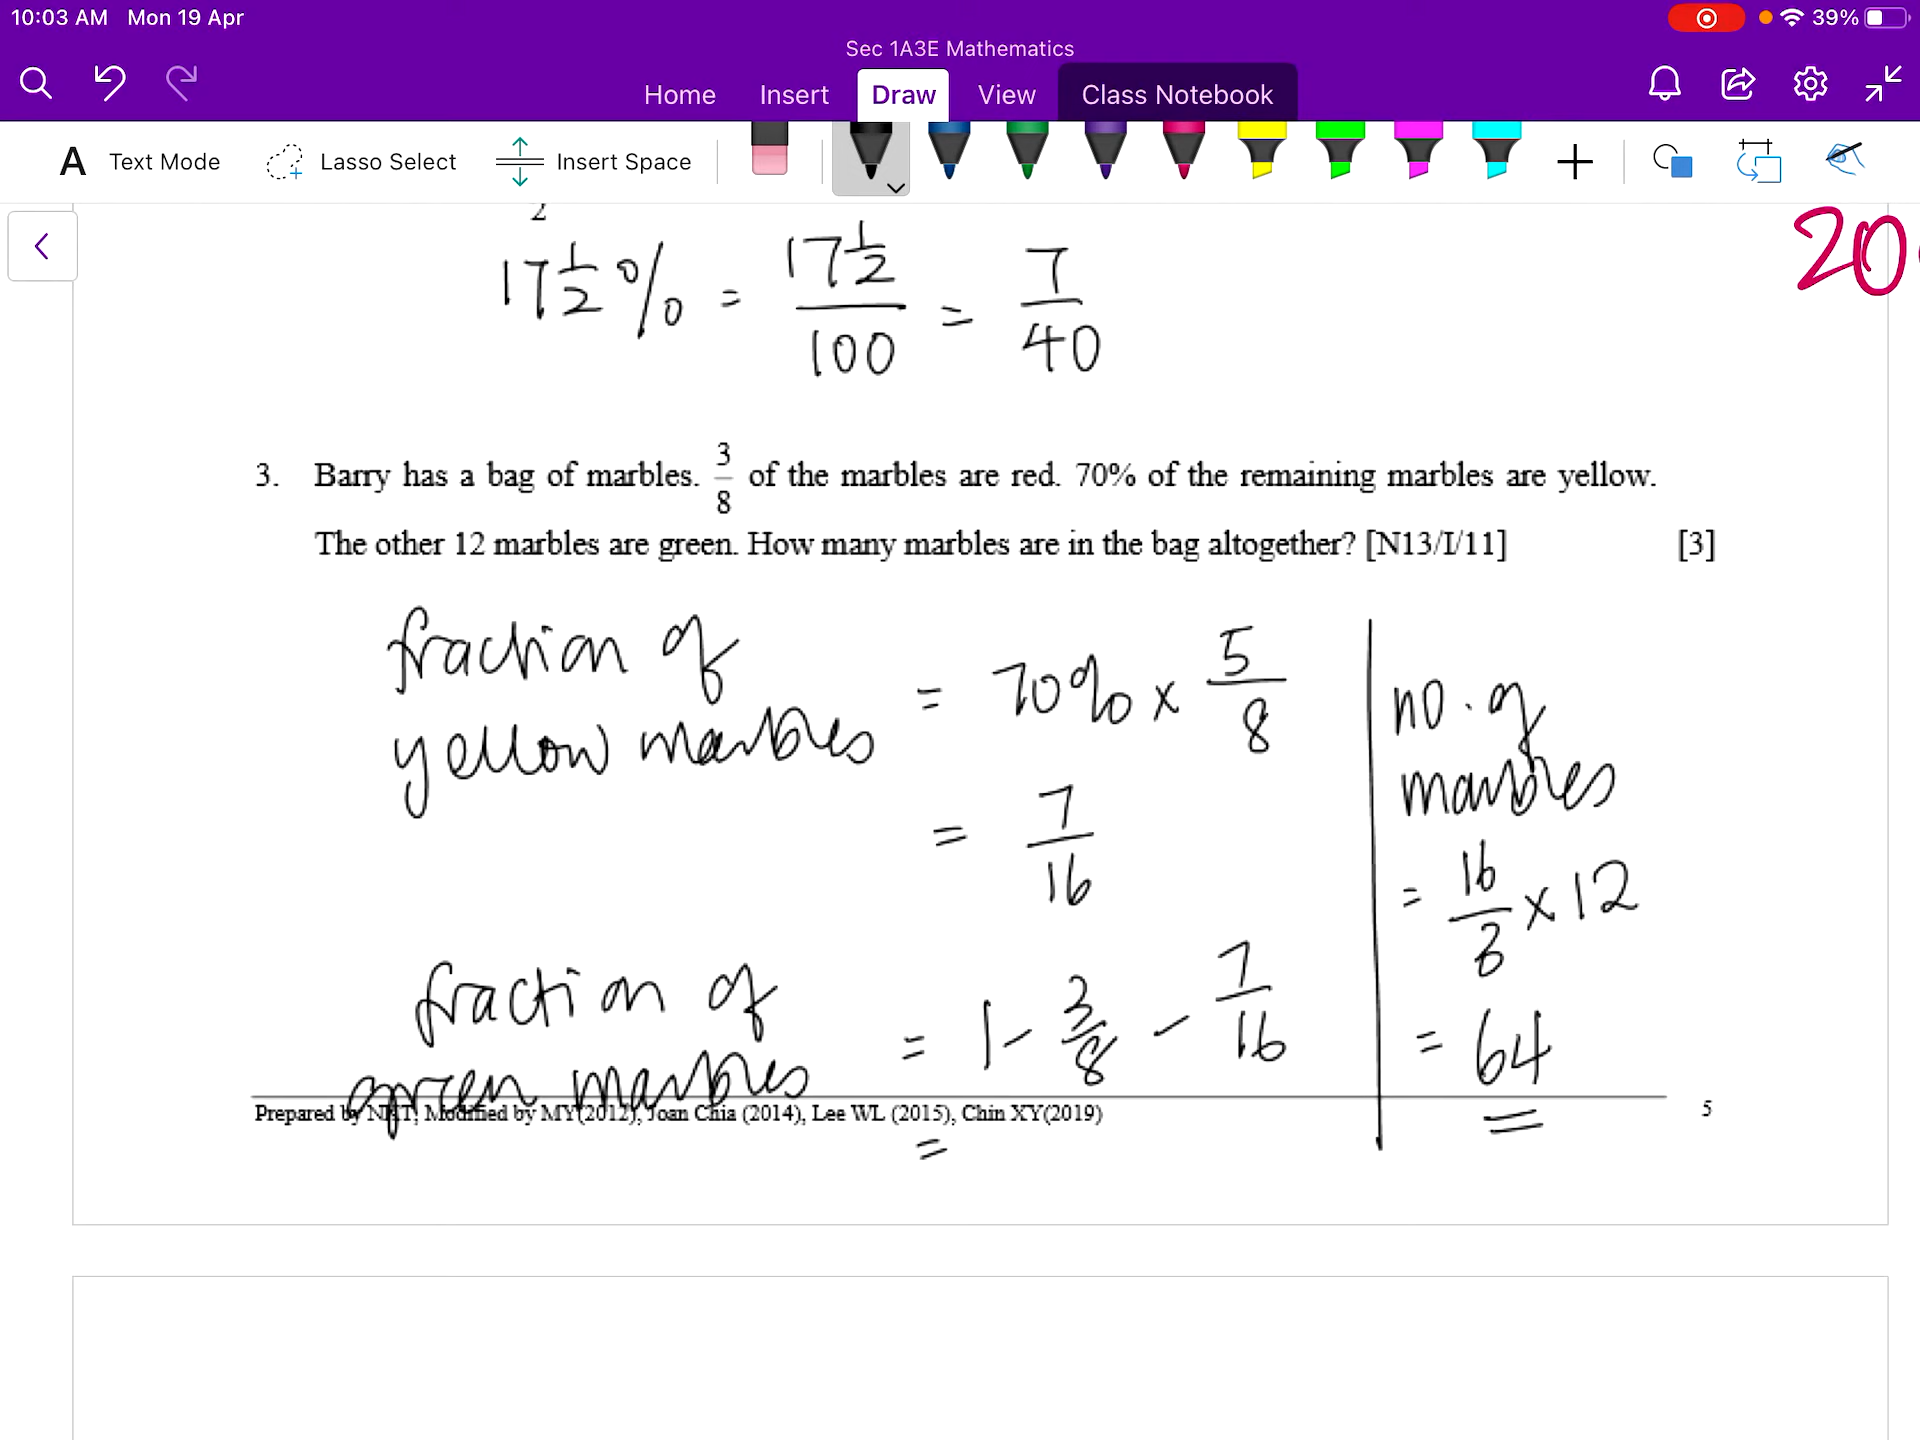 10:03 AM Mon 19 Apr 39%
Sec 1A3E Mathematics
Home Insert Draw View Class Notebook
A Text Mode Lasso Select Insert Space
2
17 1/2 % = 17 1/2 / 100 = 7/40
20
3. Barry has a bag of marbles. 3/8 of the marbles are red. 70% of the remaining marbles are yellow.
The other 12 marbles are green. How many marbles are in the bag altogether? [N13/I/11] [3]
fraction of
yellow marbles = 70% × 5/8
= 7/16
fraction of
green marbles = 1 - 3/8 - 7/16
=
no. of
marbles
= 16/3 × 12
= 64
Prepared by NKT, Modified by MY(2012), Joan Chia (2014), Lee WL (2015), Chin XY(2019) 5